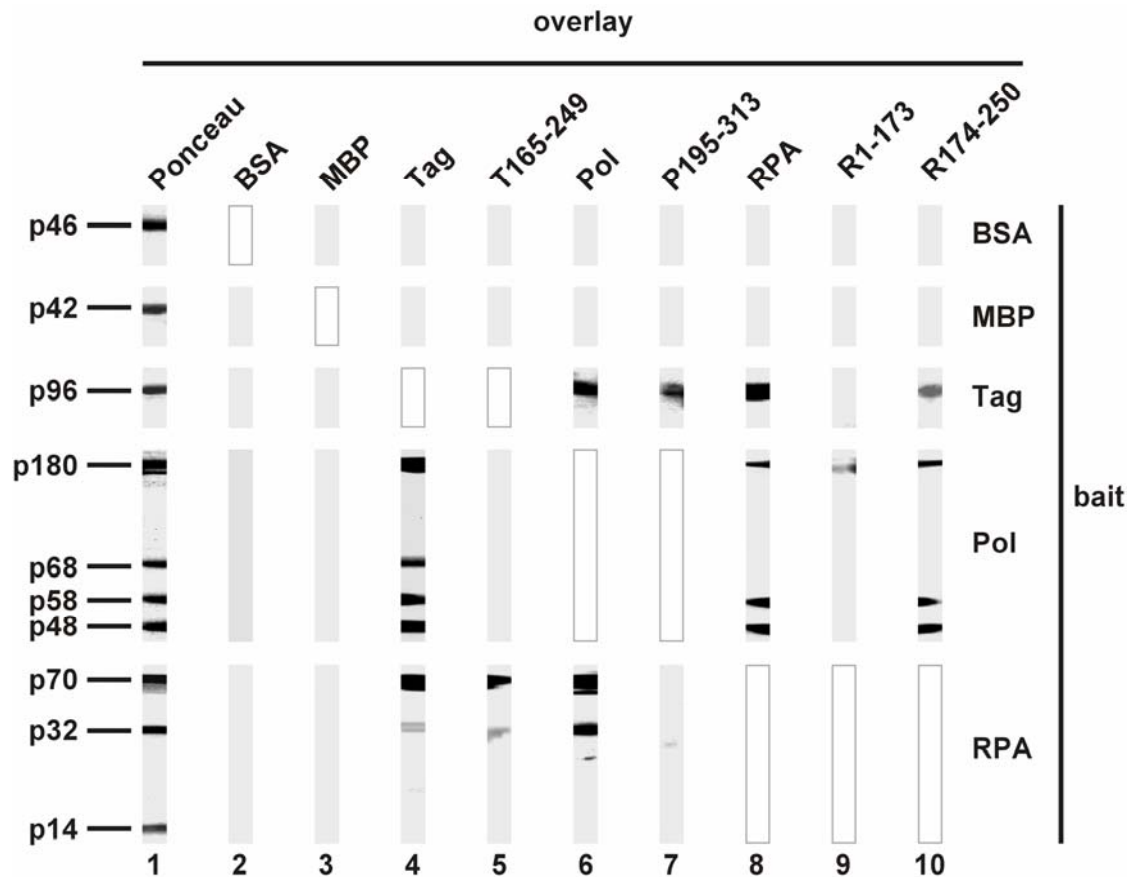 overlay
Ponceau BSA MBP Tag T165-249 Pol P195-313 RPA R1-173 R174-250
p46 BSA
p42 MBP
p96 Tag
p180
bait
Pol
p68
p58
p48
p70
p32
RPA
p14
1 2 3 4 5 6 7 8 9 10